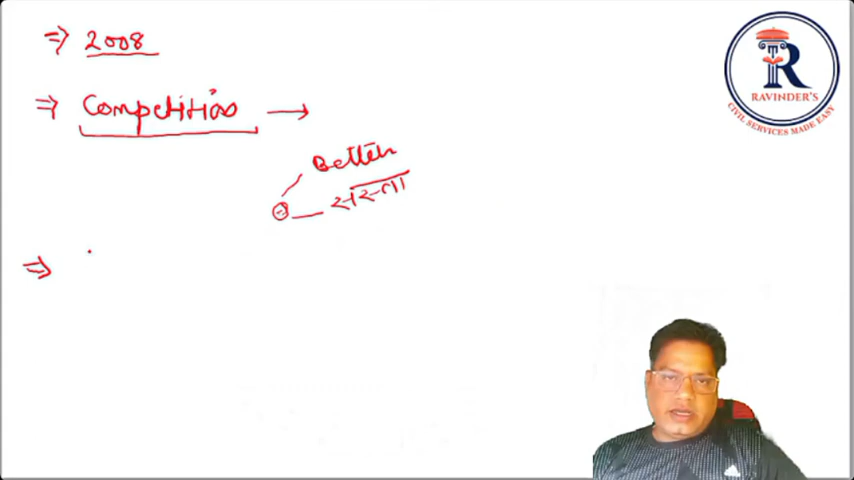 ⇒ 2008
⇒ Competition →
Better
सस्ता
⇒
R
RAVINDER'S
CIVIL SERVICES MADE EASY